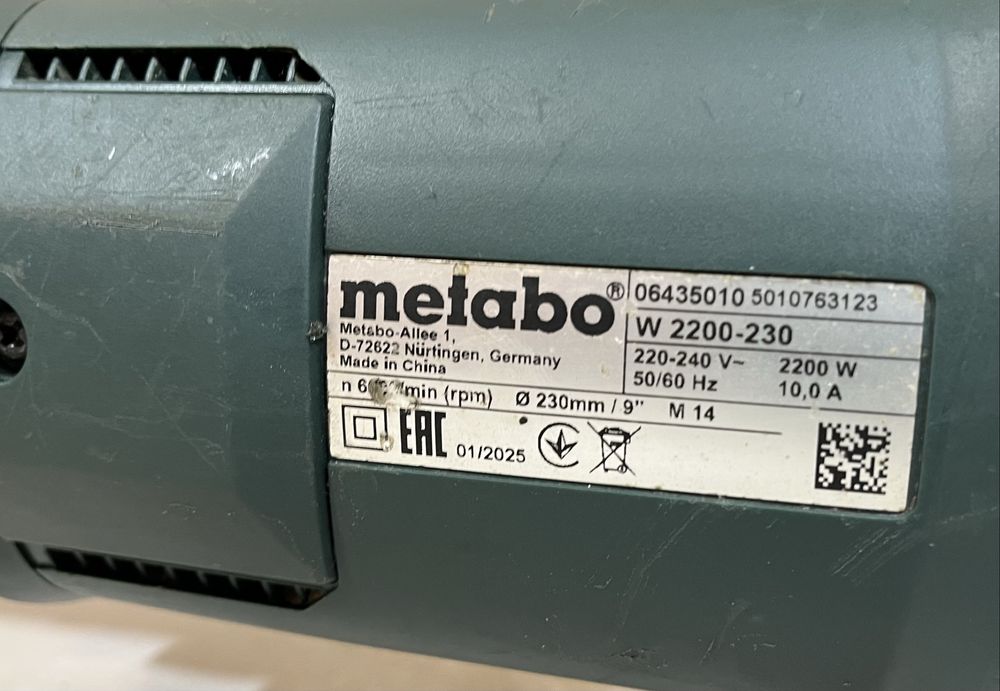 metabo®
Metabo-Allee 1,
D-72622 Nürtingen, Germany
Made in China
06435010 5010763123
W 2200-230
220-240 V~ 2200 W
50/60 Hz 10,0 A
n /min (rpm) Ø 230mm / 9" M 14
EAC 01/2025